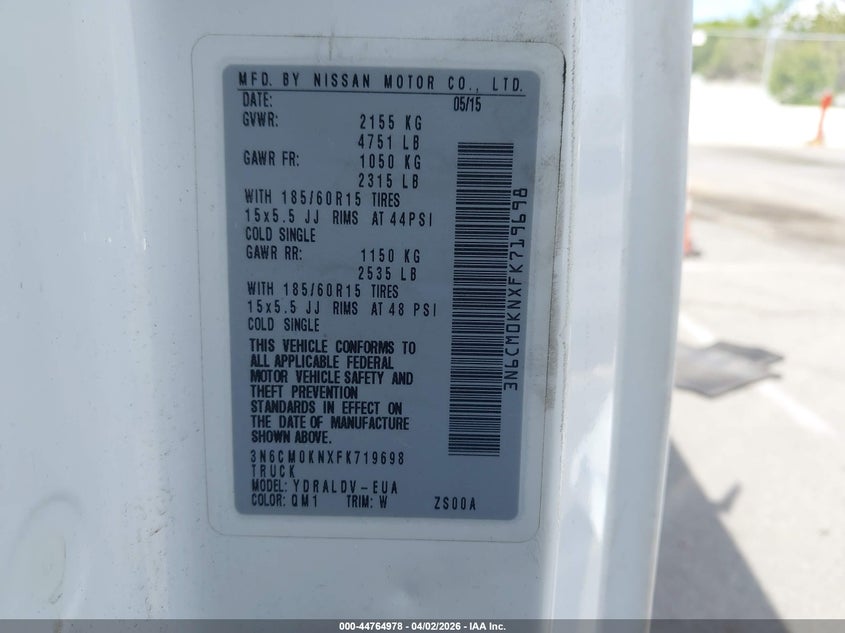 MFD. BY NISSAN MOTOR CO., LTD.
DATE: 05/15
GVWR: 2155 KG
4751 LB
GAWR FR: 1050 KG
2315 LB
WITH 185/60R15 TIRES
15x5.5 JJ RIMS AT 44PSI
COLD SINGLE
GAWR RR: 1150 KG
2535 LB
WITH 185/60R15 TIRES
15x5.5 JJ RIMS AT 48 PSI
COLD SINGLE
THIS VEHICLE CONFORMS TO
ALL APPLICABLE FEDERAL
MOTOR VEHICLE SAFETY AND
THEFT PREVENTION
STANDARDS IN EFFECT ON
THE DATE OF MANUFACTURE
SHOWN ABOVE.
3N6CM0KNXFK719698
TRUCK
MODEL: YDRALDV-EUA
COLOR: QM1 TRIM: W ZS00A
3N6CM0KNXFK719698
000-44764978 | 04/02/2026 - IAA Inc.